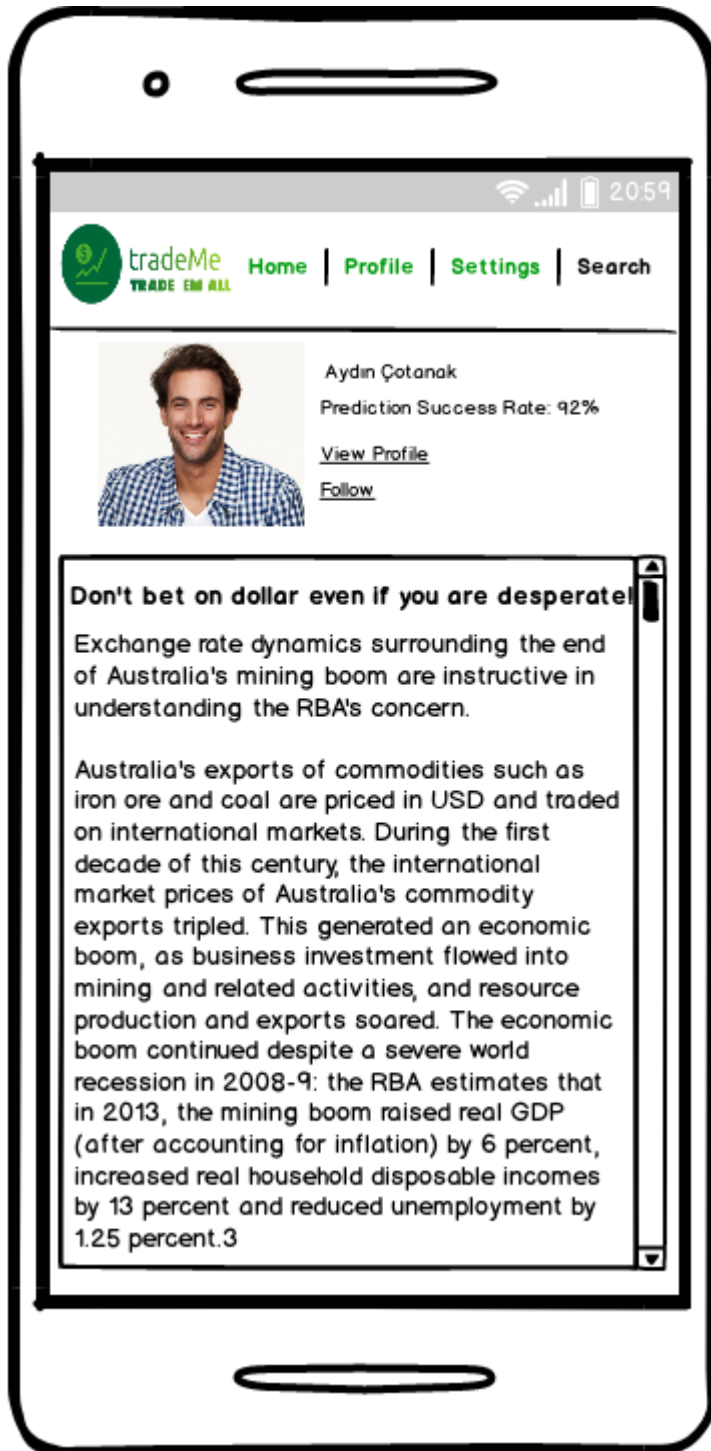 20:59
tradeMe
TRADE EM ALL
Home | Profile | Settings | Search
Aydın Çotanak
Prediction Success Rate: 92%
View Profile
Follow
Don't bet on dollar even if you are desperate!
Exchange rate dynamics surrounding the end
of Australia's mining boom are instructive in
understanding the RBA's concern.
Australia's exports of commodities such as
iron ore and coal are priced in USD and traded
on international markets. During the first
decade of this century, the international
market prices of Australia's commodity
exports tripled. This generated an economic
boom, as business investment flowed into
mining and related activities, and resource
production and exports soared. The economic
boom continued despite a severe world
recession in 2008-9: the RBA estimates that
in 2013, the mining boom raised real GDP
(after accounting for inflation) by 6 percent,
increased real household disposable incomes
by 13 percent and reduced unemployment by
1.25 percent.3